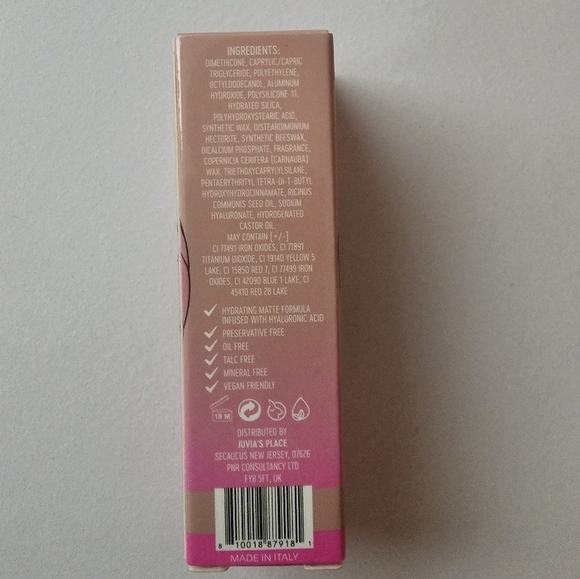 INGREDIENTS:
DIMETHICONE, CAPRYLIC/CAPRIC
TRIGLYCERIDE, POLYETHYLENE,
OCTYLDODECANOL, ALUMINUM
HYDROXIDE, POLYSILICONE-11,
HYDRATED SILICA,
POLYHYDROXYSTEARIC ACID,
SYNTHETIC WAX, DISTEARDIMONIUM
HECTORITE, SYNTHETIC BEESWAX,
DICALCIUM PHOSPHATE, FRAGRANCE,
COPERNICIA CERIFERA (CARNAUBA)
WAX, TRIETHOXYCAPRYLYLSILANE,
PENTAERYTHRITYL TETRA-DI-T-BUTYL
HYDROXYHYDROCINNAMATE, RICINUS
COMMUNIS SEED OIL, SODIUM
HYALURONATE, HYDROGENATED
CASTOR OIL.
MAY CONTAIN [+/-]
CI 77491 IRON OXIDES, CI 77891
TITANIUM DIOXIDE, CI 19140 YELLOW 5
LAKE, CI 15850 RED 7, CI 77499 IRON
OXIDES, CI 42090 BLUE 1 LAKE, CI
45410 RED 28 LAKE
HYDRATING MATTE FORMULA
INFUSED WITH HYALURONIC ACID
PRESERVATIVE FREE
OIL FREE
TALC FREE
MINERAL FREE
VEGAN FRIENDLY
18 M
DISTRIBUTED BY
JUVIA'S PLACE
SECAUCUS NEW JERSEY, 07626
PNR CONSULTANCY LTD
FY8 5FT, UK
8 10018 87918 1
MADE IN ITALY